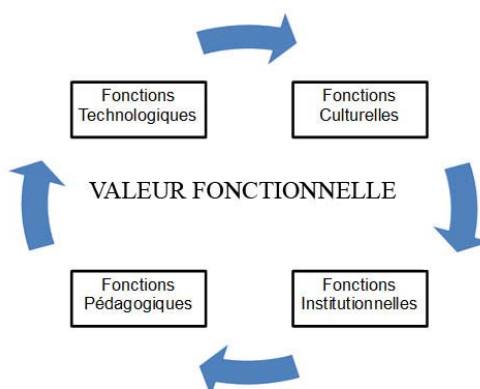 Fonctions
Technologiques
Fonctions
Culturelles
VALEUR FONCTIONNELLE
Fonctions
Pédagogiques
Fonctions
Institutionnelles